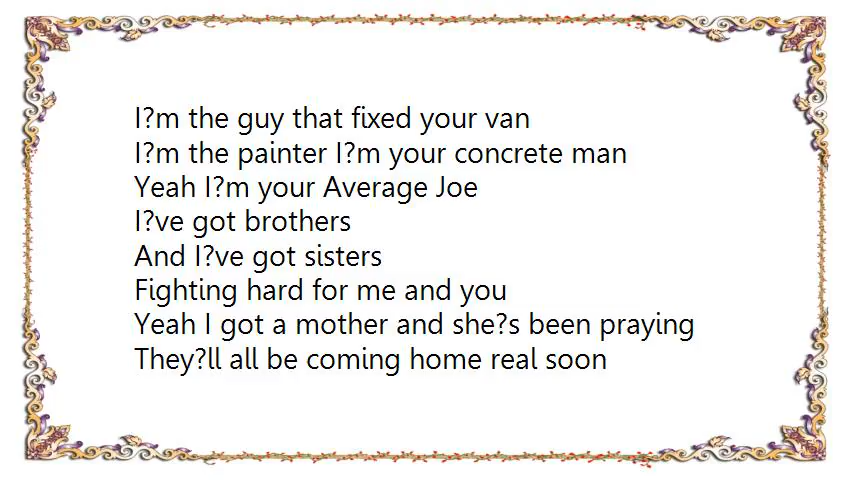 I?m the guy that fixed your van
I?m the painter I?m your concrete man
Yeah I?m your Average Joe
I?ve got brothers
And I?ve got sisters
Fighting hard for me and you
Yeah I got a mother and she?s been praying
They?ll all be coming home real soon